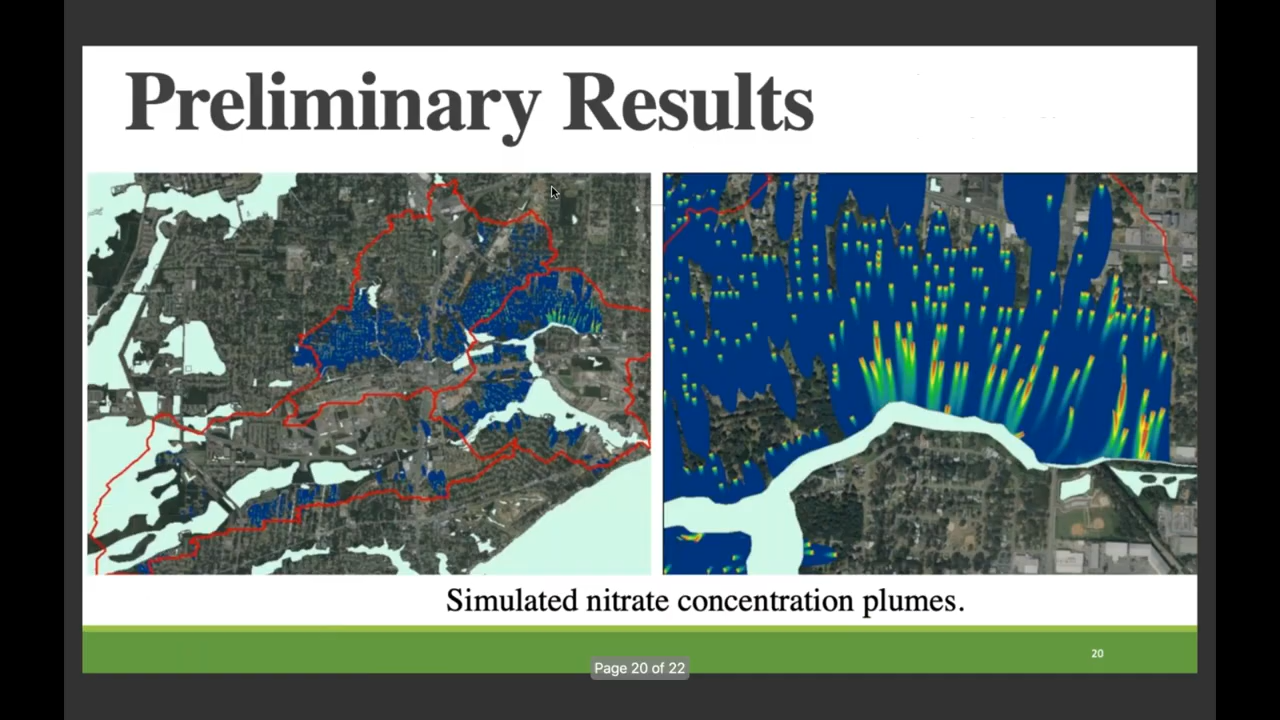 Preliminary Results
Simulated nitrate concentration plumes.
20
Page 20 of 22